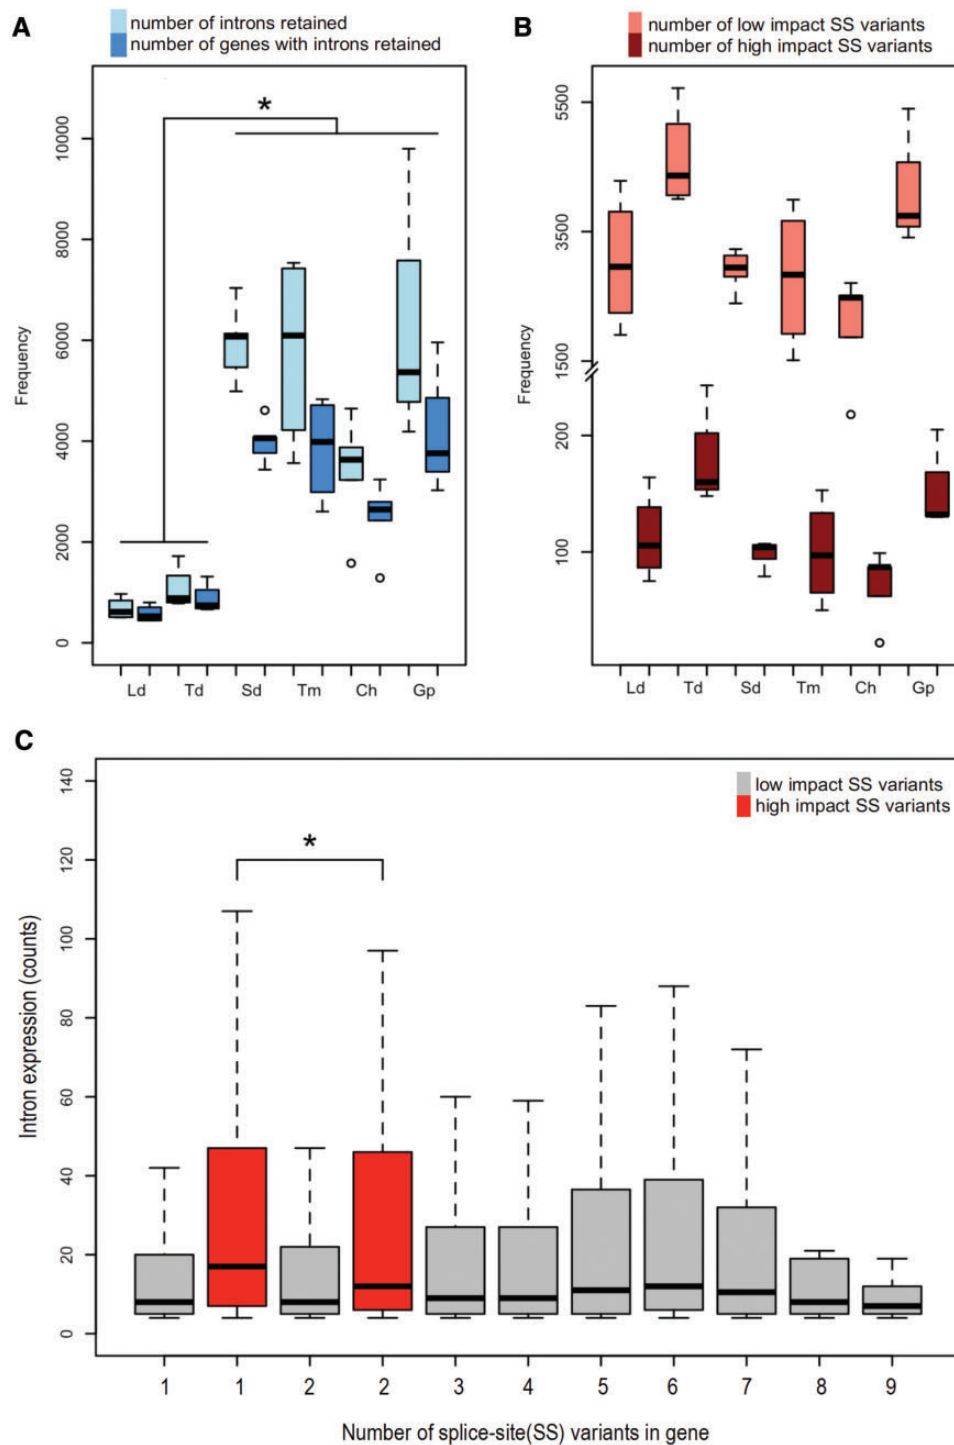 A
number of introns retained
number of genes with introns retained
*
Frequency
10000
8000
6000
4000
2000
0
Ld Td Sd Tm Ch Gp
B
number of low impact SS variants
number of high impact SS variants
Frequency
5500
3500
1500
200
100
Ld Td Sd Tm Ch Gp
C
low impact SS variants
high impact SS variants
*
Intron expression (counts)
140
120
100
80
60
40
20
0
1 1 2 2 3 4 5 6 7 8 9
Number of splice-site(SS) variants in gene